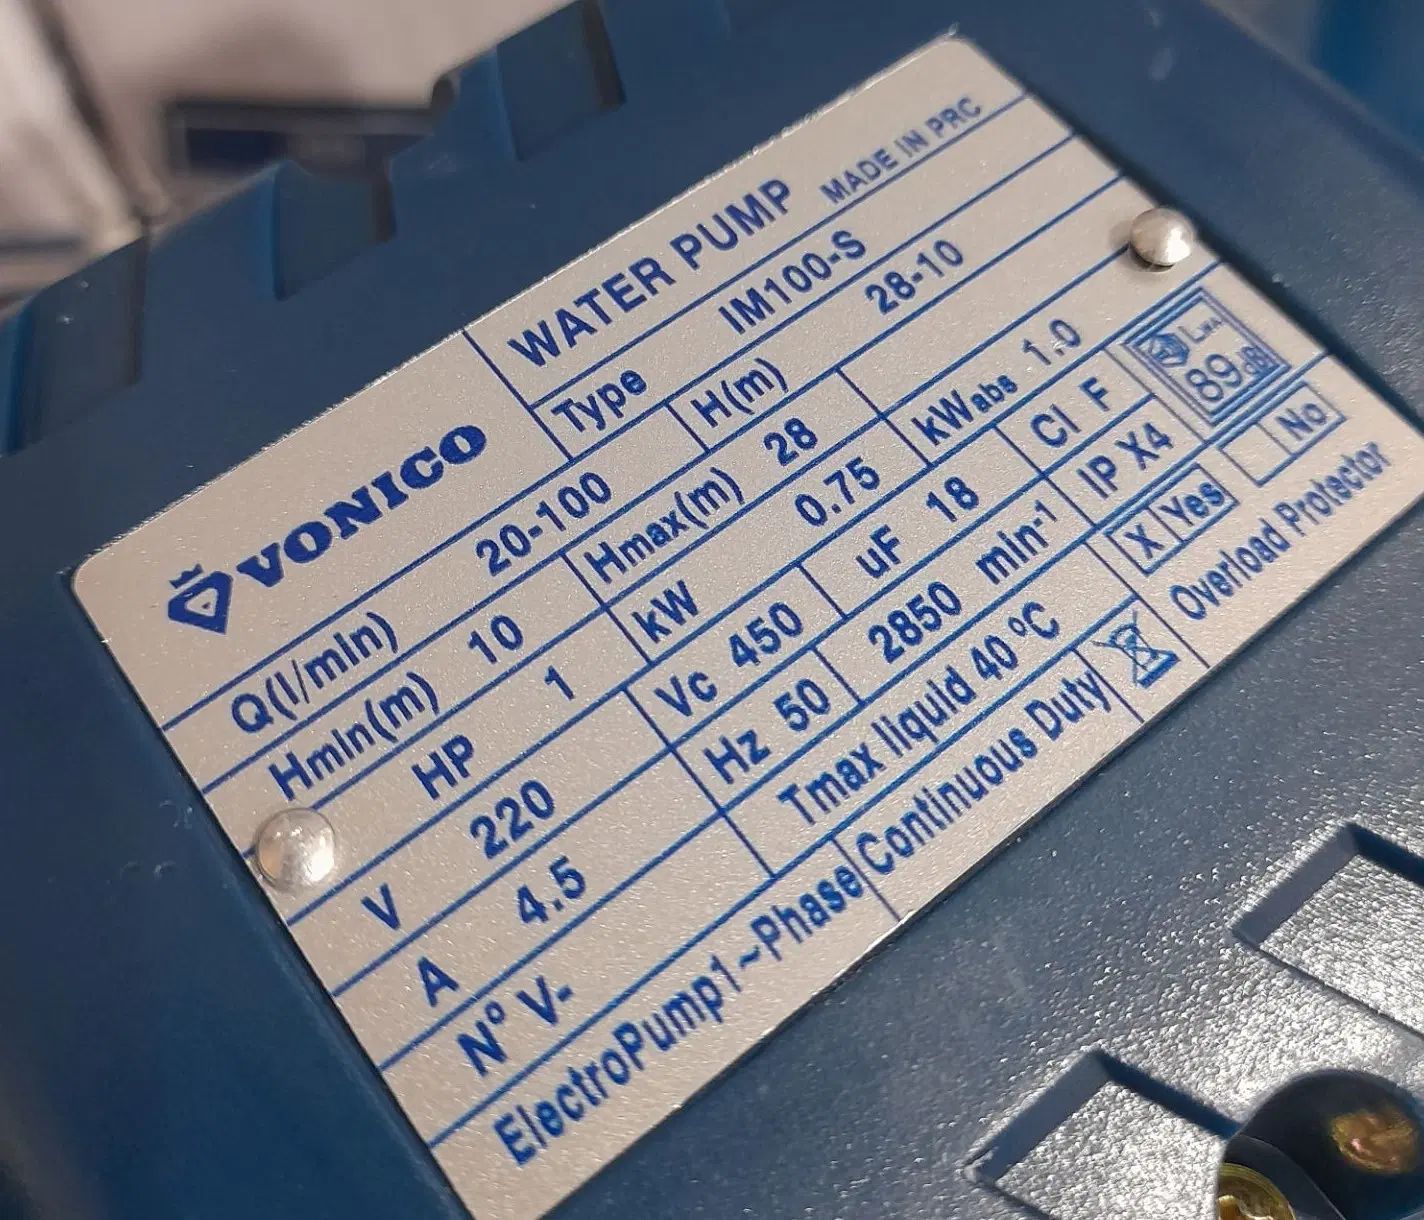 VONICO
WATER PUMP MADE IN PRC
Type IM100-S
Q(l/min) 20-100 H(m) 28-10
Hmin(m) 10 Hmax(m) 28
HP 1 kW 0.75 kWabs 1.0
V 220 Vc 450 uF 18 Cl F
A 4.5 Hz 50 2850 min-1 IP X4
LWA
89dB
N° V- Tmax liquid 40 °C X Yes No
ElectroPump1~Phase Continuous Duty Overload Protector